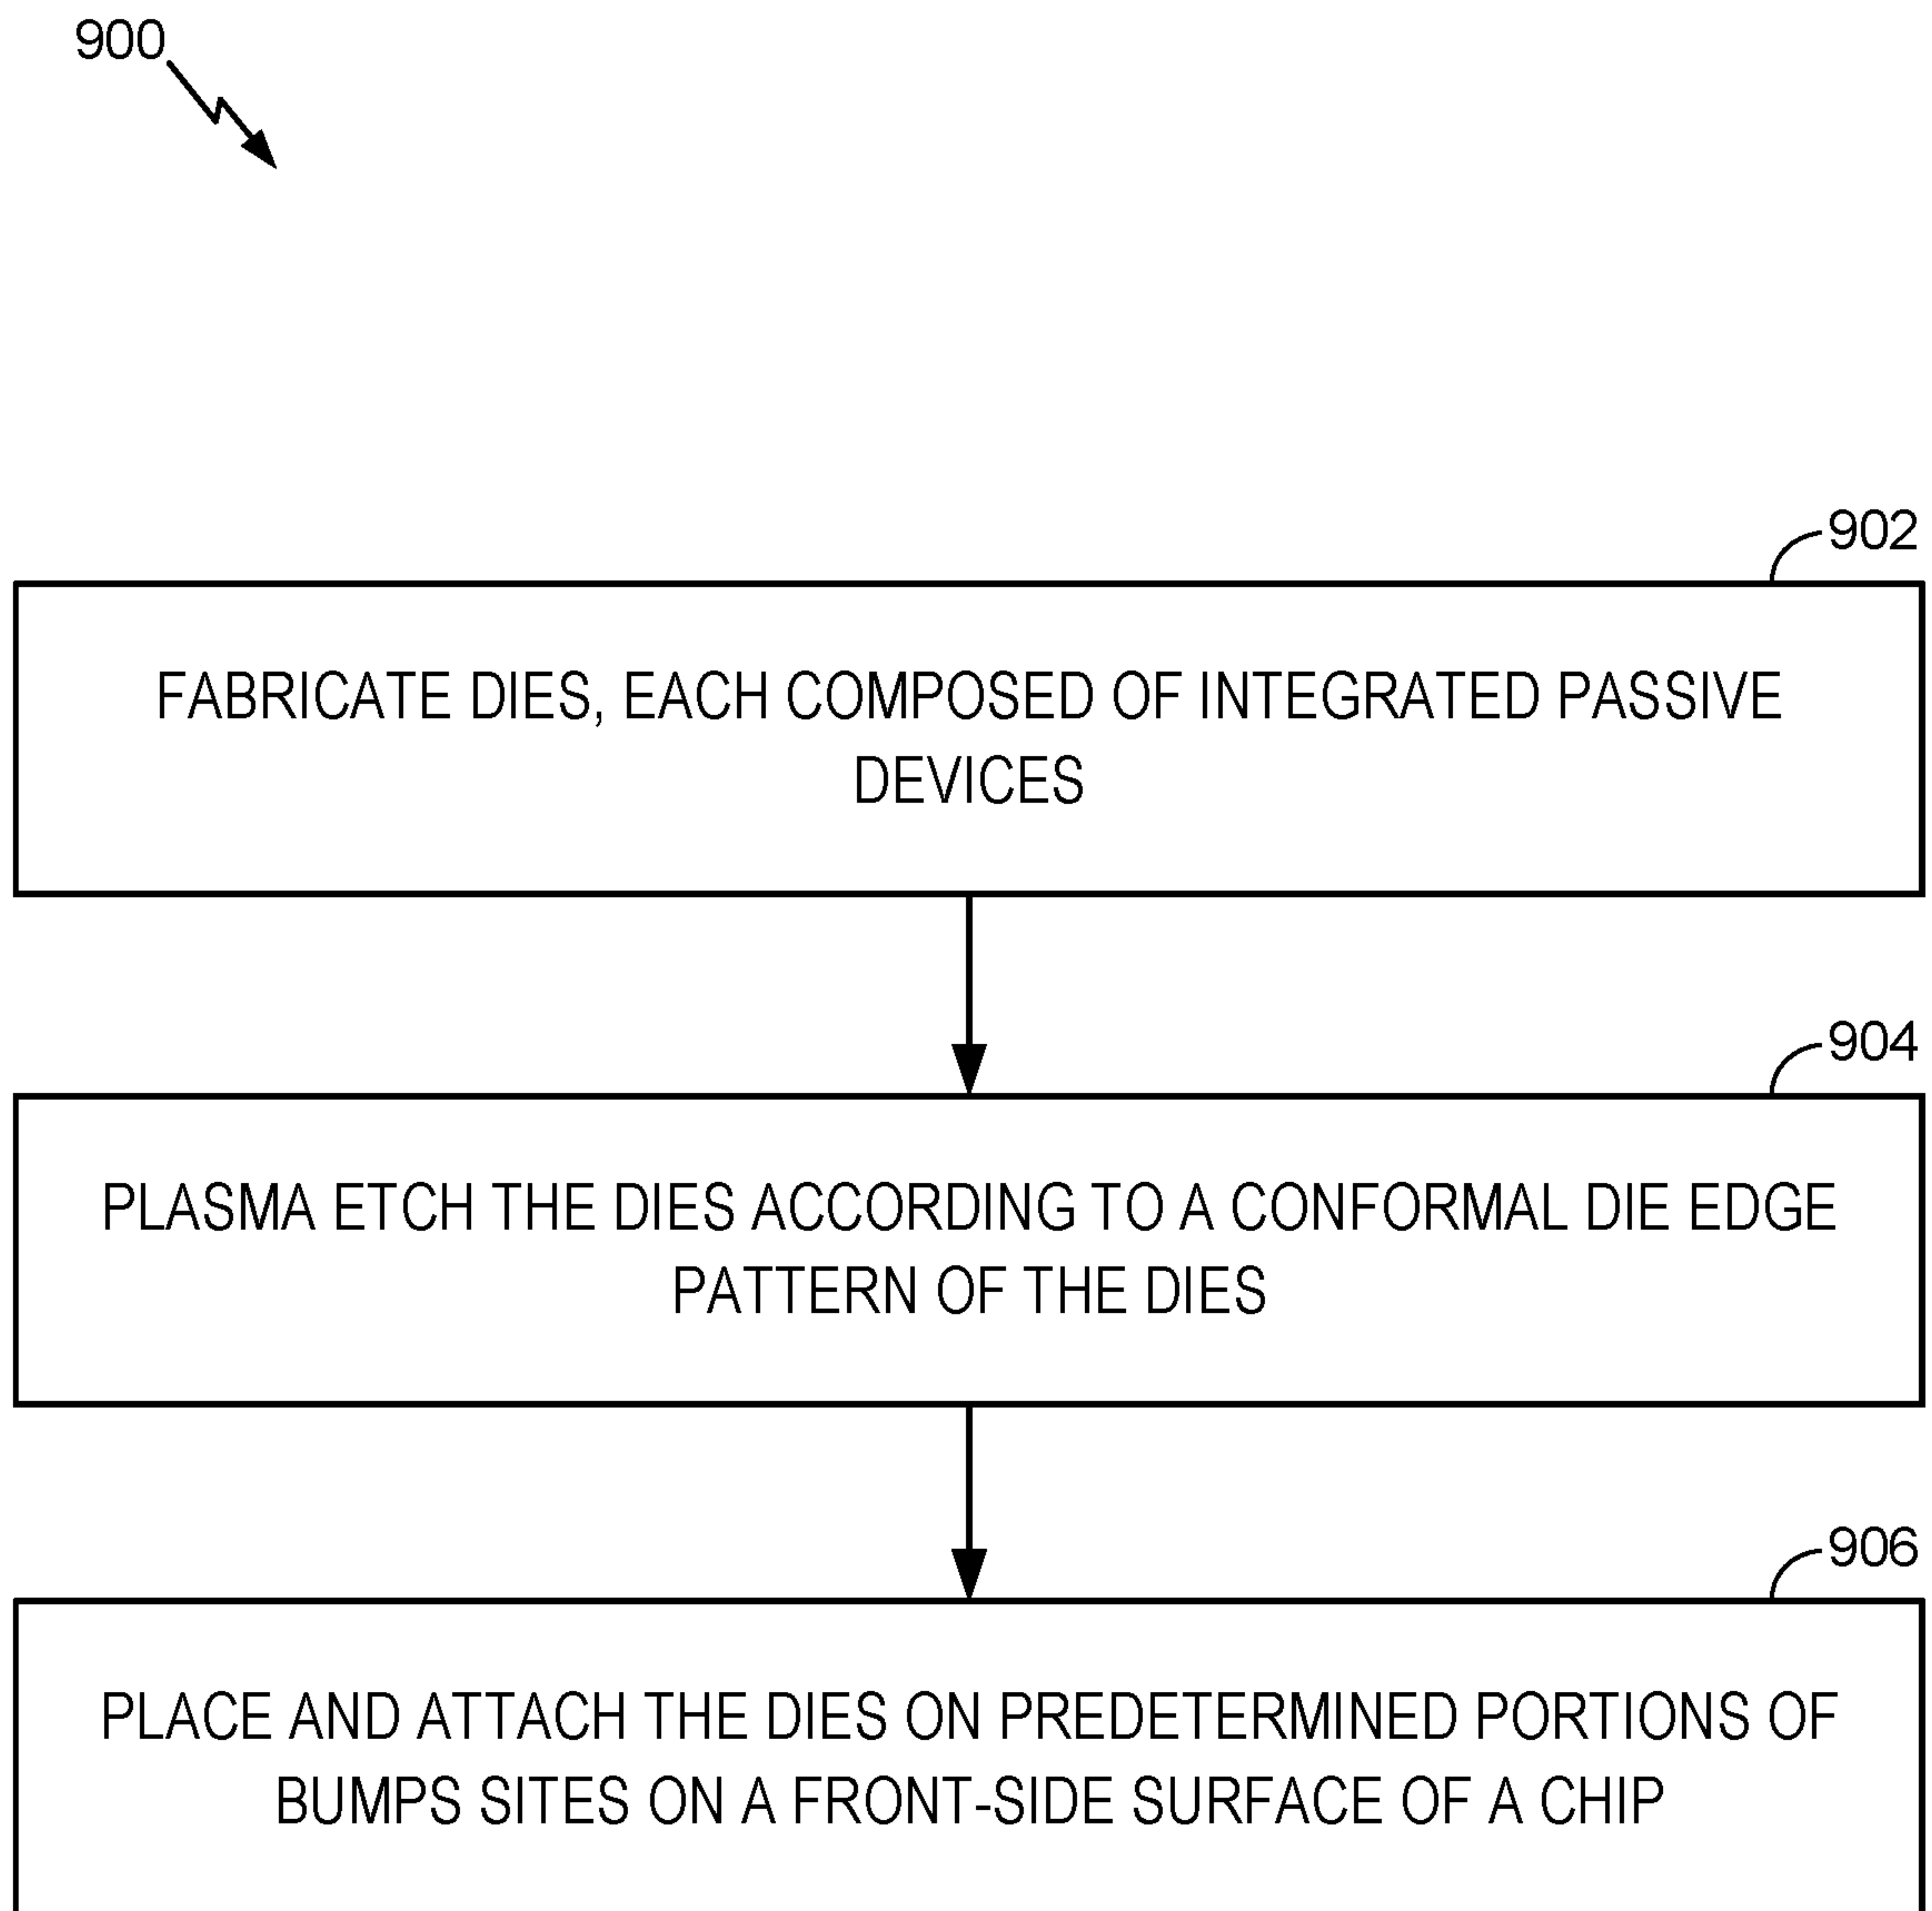 900
902
FABRICATE DIES, EACH COMPOSED OF INTEGRATED PASSIVE
DEVICES
904
PLASMA ETCH THE DIES ACCORDING TO A CONFORMAL DIE EDGE
PATTERN OF THE DIES
906
PLACE AND ATTACH THE DIES ON PREDETERMINED PORTIONS OF
BUMPS SITES ON A FRONT-SIDE SURFACE OF A CHIP